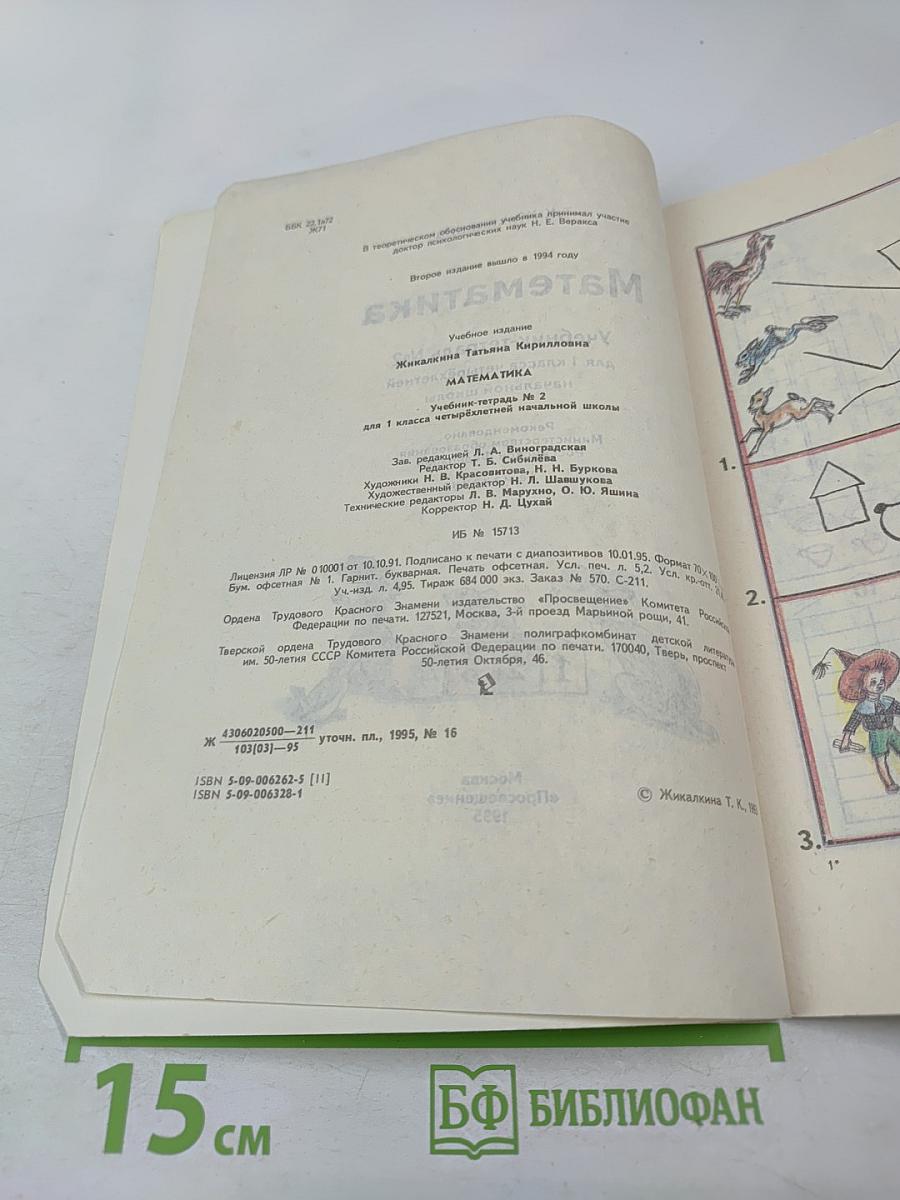 ББК 22.1я72
Ж71
В теоретическом обосновании учебника принимал участие
доктор психологических наук Н. Е. Веракса
Второе издание вышло в 1994 году
Математика
Учебное издание
Жикалкина Татьяна Кирилловна
МАТЕМАТИКА
Учебник-тетрадь № 2
для 1 класса четырёхлетней начальной школы
Зав. редакцией Л. А. Виноградская
Редактор Т. Б. Сибилёва
Художники Н. В. Красовитова, Н. Н. Буркова
Художественный редактор Н. Л. Шавшукова
Технические редакторы Л. В. Марухно, О. Ю. Яшина
Корректор Н. Д. Цухай
ИБ № 15713
Лицензия ЛР № 010001 от 10.10.91. Подписано к печати с диапозитивов 10.01.95. Формат 70×100
Бум. офсетная № 1. Гарнит. букварная. Печать офсетная. Усл. печ. л. 5,2. Усл. кр.-отт.
Уч.-изд. л. 4,95. Тираж 684 000 экз. Заказ № 570. С-211.
Ордена Трудового Красного Знамени издательство «Просвещение» Комитета
Федерации по печати. 127521, Москва, 3-й проезд Марьиной рощи, 41.
Тверской ордена Трудового Красного Знамени полиграфкомбинат детской
им. 50-летия СССР Комитета Российской Федерации по печати. 170040, Тверь, проспект
50-летия Октября, 46.
Ж 4306020500—211
103[03]—95 уточн. пл., 1995, № 16
ISBN 5-09-006262-5 [II]
ISBN 5-09-006328-1
Москва
«Просвещение»
1995
© Жикалкина Т. К.,
1.
2.
3.
1*
15 см
БФ БИБЛИОФАН